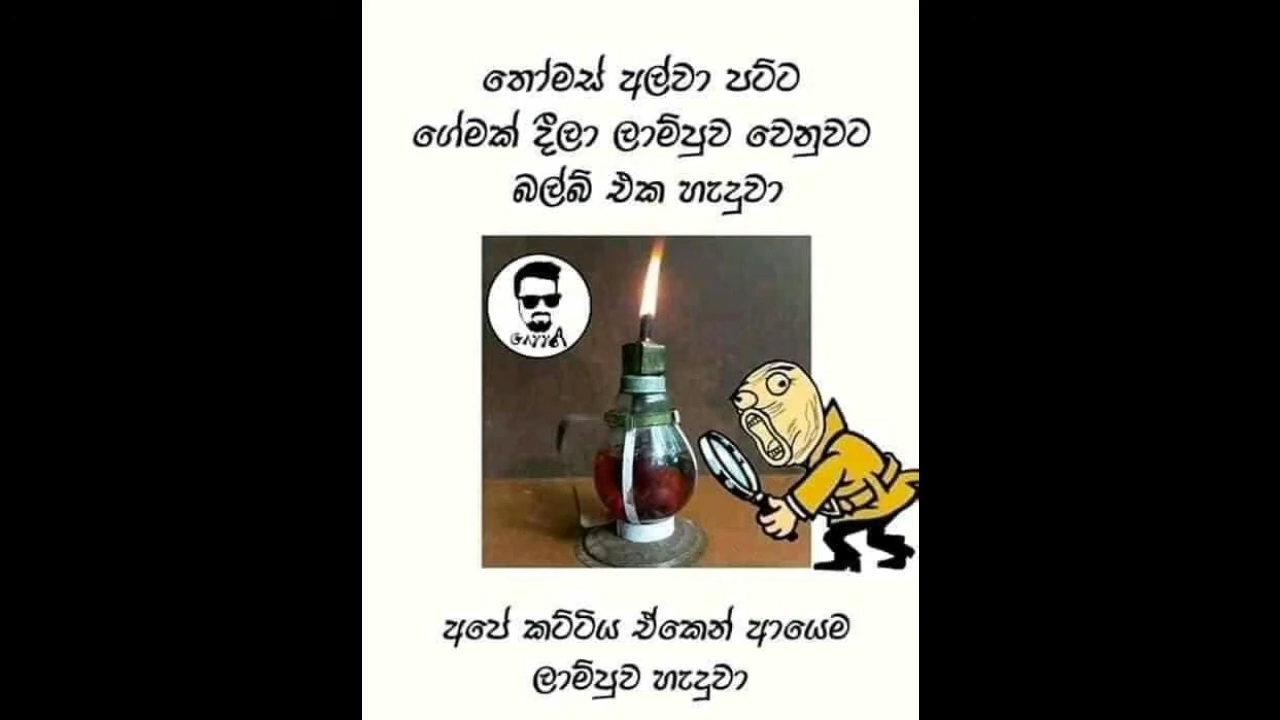 තෝමස් අල්වා පට්ට
ගේමක් දීලා ලාම්පුව වෙනුවට
බල්බ් එක හැදුවා
අපේ කට්ටිය ඒකෙන් ආයෙම
ලාම්පුව හැදුවා